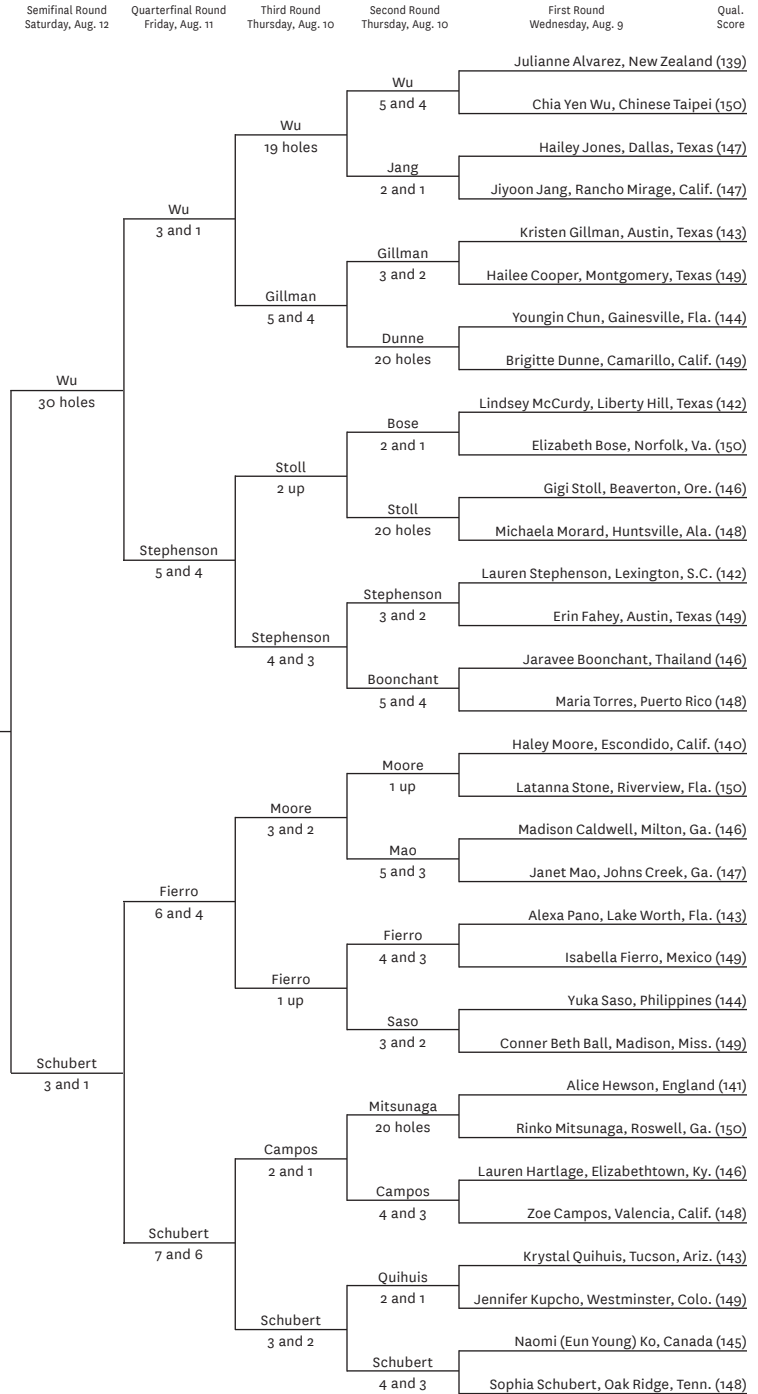 Semifinal Round Quarterfinal Round Third Round Second Round First Round Qual.
Saturday, Aug. 12 Friday, Aug. 11 Thursday, Aug. 10 Thursday, Aug. 10 Wednesday, Aug. 9 Score
Julianne Alvarez, New Zealand (139)
Wu
5 and 4
Chia Yen Wu, Chinese Taipei (150)
Wu
19 holes
Hailey Jones, Dallas, Texas (147)
Jang
2 and 1
Jiyoon Jang, Rancho Mirage, Calif. (147)
Wu
3 and 1
Kristen Gillman, Austin, Texas (143)
Gillman
3 and 2
Hailee Cooper, Montgomery, Texas (149)
Gillman
5 and 4
Youngin Chun, Gainesville, Fla. (144)
Dunne
20 holes
Brigitte Dunne, Camarillo, Calif. (149)
Wu
30 holes
Lindsey McCurdy, Liberty Hill, Texas (142)
Bose
2 and 1
Elizabeth Bose, Norfolk, Va. (150)
Stoll
2 up
Gigi Stoll, Beaverton, Ore. (146)
Stoll
20 holes
Michaela Morard, Huntsville, Ala. (148)
Stephenson
5 and 4
Lauren Stephenson, Lexington, S.C. (142)
Stephenson
3 and 2
Erin Fahey, Austin, Texas (149)
Stephenson
4 and 3
Jaravee Boonchant, Thailand (146)
Boonchant
5 and 4
Maria Torres, Puerto Rico (148)
Haley Moore, Escondido, Calif. (140)
Moore
1 up
Latanna Stone, Riverview, Fla. (150)
Moore
3 and 2
Madison Caldwell, Milton, Ga. (146)
Mao
5 and 3
Janet Mao, Johns Creek, Ga. (147)
Fierro
6 and 4
Alexa Pano, Lake Worth, Fla. (143)
Fierro
4 and 3
Isabella Fierro, Mexico (149)
Fierro
1 up
Yuka Saso, Philippines (144)
Saso
3 and 2
Conner Beth Ball, Madison, Miss. (149)
Schubert
3 and 1
Alice Hewson, England (141)
Mitsunaga
20 holes
Rinko Mitsunaga, Roswell, Ga. (150)
Campos
2 and 1
Lauren Hartlage, Elizabethtown, Ky. (146)
Campos
4 and 3
Zoe Campos, Valencia, Calif. (148)
Schubert
7 and 6
Krystal Quihuis, Tucson, Ariz. (143)
Quihuis
2 and 1
Jennifer Kupcho, Westminster, Colo. (149)
Schubert
3 and 2
Naomi (Eun Young) Ko, Canada (145)
Schubert
4 and 3
Sophia Schubert, Oak Ridge, Tenn. (148)